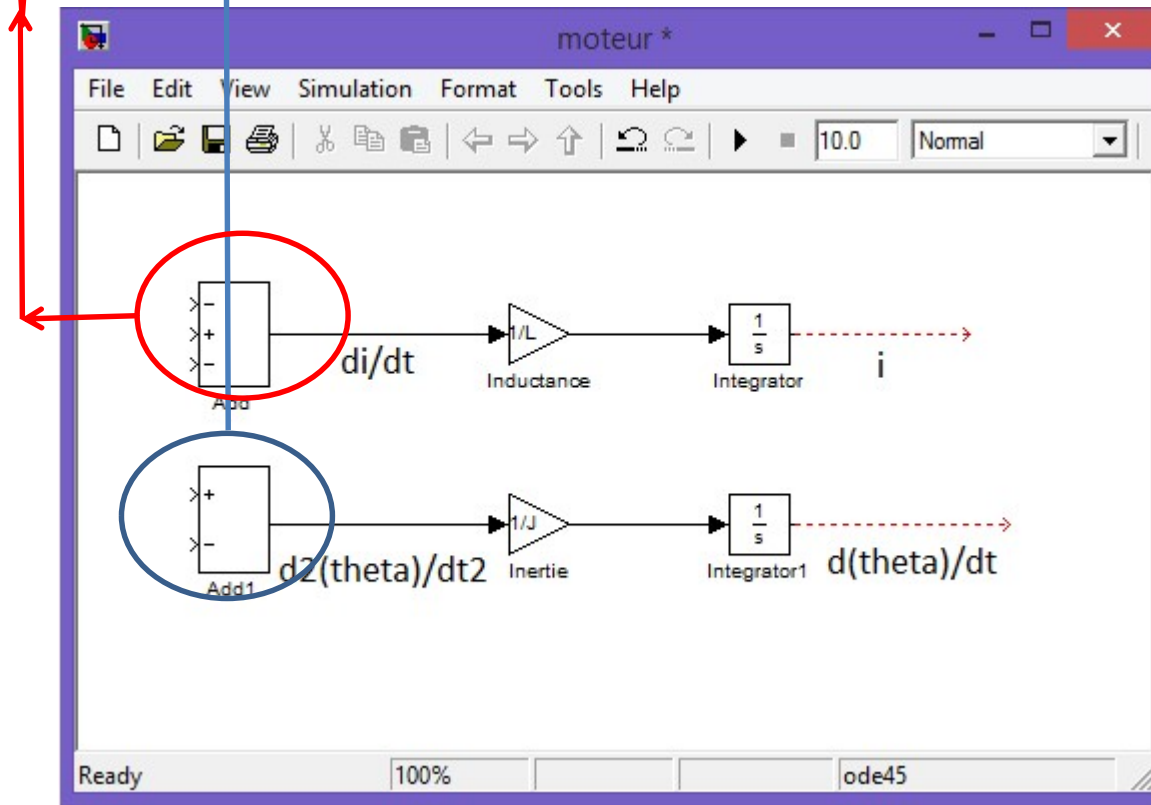 moteur *
File Edit View Simulation Format Tools Help
10.0 Normal
-
+
-
1/L
1
s
di/dt
Inductance
Integrator
i
Add
+
-
1/J
1
s
d2(theta)/dt2
Inertie
Integrator1
d(theta)/dt
Add1
Ready 100% ode45